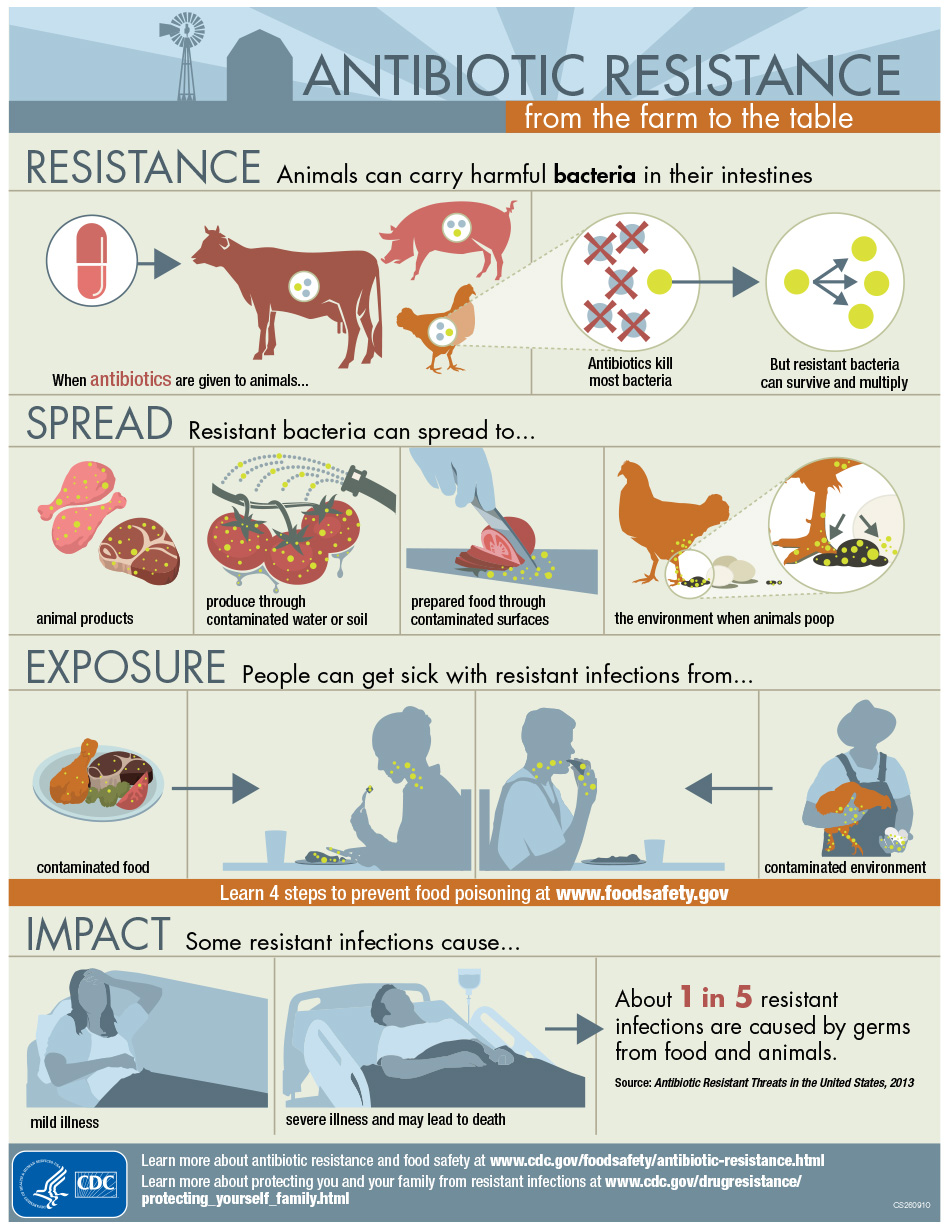 ANTIBIOTIC RESISTANCE
from the farm to the table
RESISTANCE Animals can carry harmful bacteria in their intestines
When antibiotics are given to animals...
Antibiotics kill
most bacteria
But resistant bacteria
can survive and multiply
SPREAD Resistant bacteria can spread to...
animal products
produce through
contaminated water or soil
prepared food through
contaminated surfaces
the environment when animals poop
EXPOSURE People can get sick with resistant infections from...
contaminated food
contaminated environment
Learn 4 steps to prevent food poisoning at www.foodsafety.gov
IMPACT Some resistant infections cause...
mild illness
severe illness and may lead to death
About 1 in 5 resistant
infections are caused by germs
from food and animals.
Source: Antibiotic Resistant Threats in the United States, 2013
CDC
Learn more about antibiotic resistance and food safety at www.cdc.gov/foodsafety/antibiotic-resistance.html
Learn more about protecting you and your family from resistant infections at www.cdc.gov/drugresistance/
protecting_yourself_family.html
CS260910